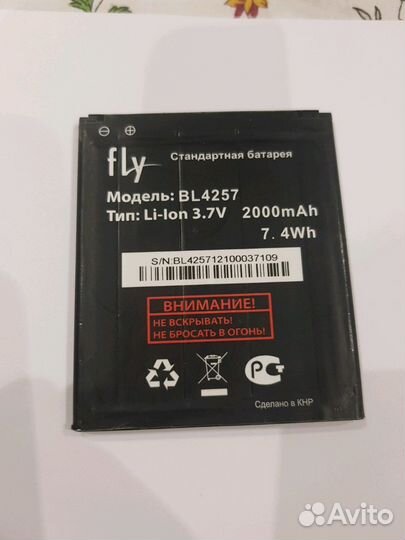 fly
Стандартная батарея
Модель: BL4257
Тип: Li-Ion 3.7V 2000mAh
7.4Wh
S/N:BL425712100037109
ВНИМАНИЕ!
НЕ ВСКРЫВАТЬ!
НЕ БРОСАТЬ В ОГОНЬ!
РСТ
Сделано в КНР
Avito